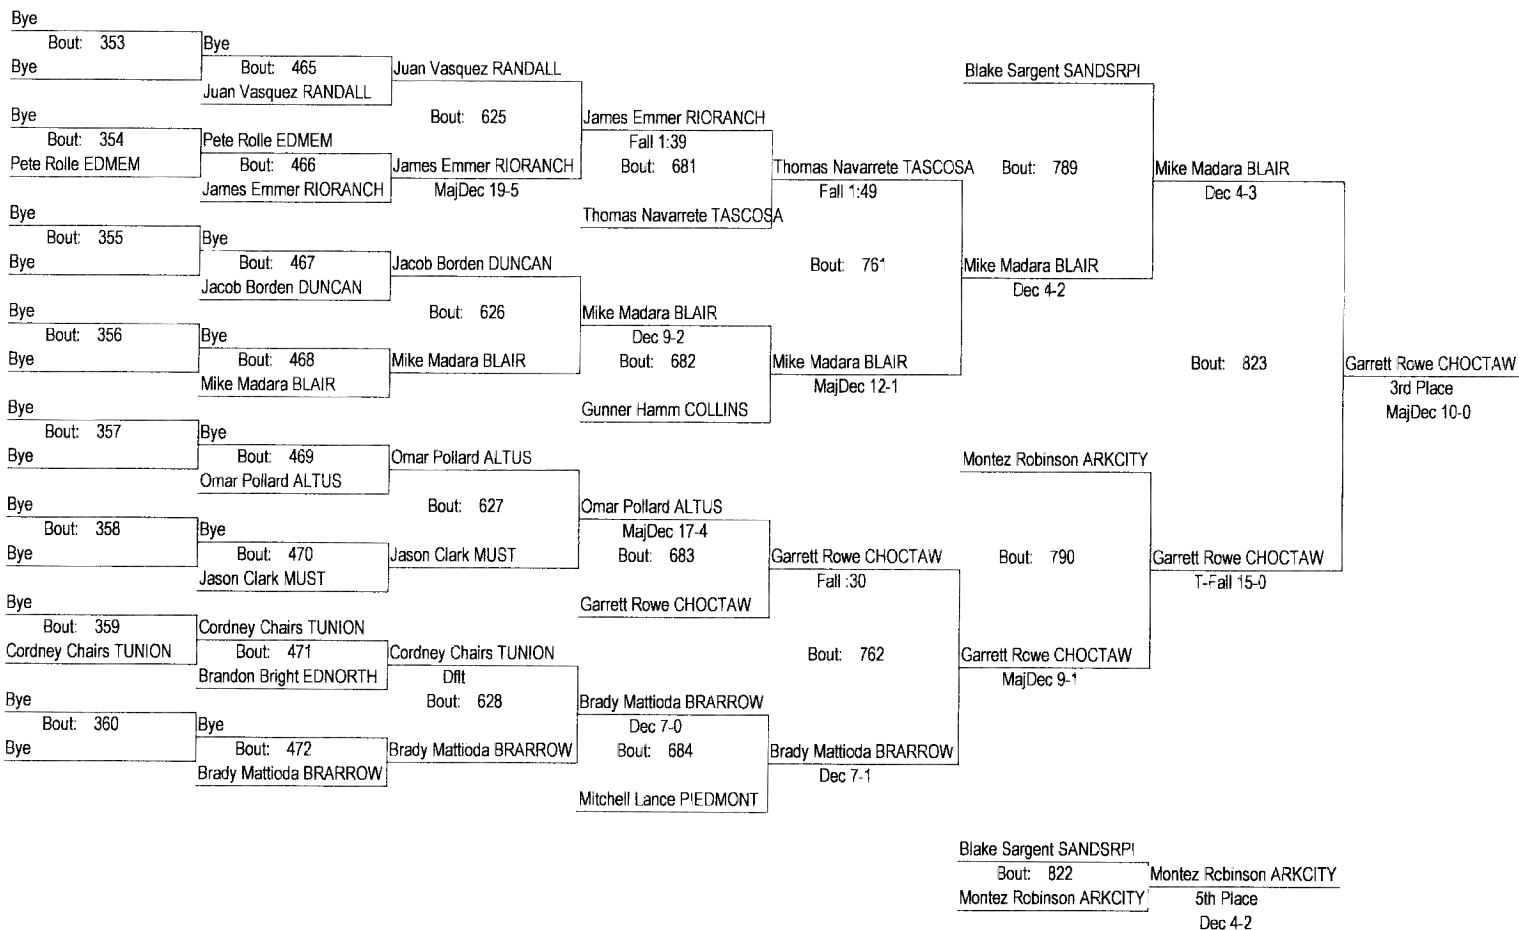 Bye
Bout: 353
Bye
Bye
Bout: 465
Juan Vasquez RANDALL
Juan Vasquez RANDALL
Bye
Bout: 354
Pete Rolle EDMEM
Pete Rolle EDMEM
Bout: 466
James Emmer RIORANCH
Bout: 625
James Emmer RIORANCH
MajDec 19-5
James Emmer RIORANCH
Fall 1:39
Bout: 681
Thomas Navarrete TASCOSA
Thomas Navarrete TASCOSA
Fall 1:49
Bye
Bout: 355
Bye
Bye
Bout: 467
Jacob Borden DUNCAN
Jacob Borden DUNCAN
Bye
Bout: 356
Bye
Bye
Bout: 468
Mike Madara BLAIR
Bout: 626
Mike Madara BLAIR
Mike Madara BLAIR
Dec 9-2
Bout: 682
Gunner Hamm COLLINS
Mike Madara BLAIR
MajDec 12-1
Bout: 761
Mike Madara BLAIR
Dec 4-2
Blake Sargent SANDSRPI
Bout: 789
Mike Madara BLAIR
Dec 4-3
Bye
Bout: 357
Bye
Bye
Bout: 469
Omar Pollard ALTUS
Omar Pollard ALTUS
Bye
Bout: 358
Bye
Bye
Bout: 470
Jason Clark MUST
Bout: 627
Jason Clark MUST
Omar Pollard ALTUS
MajDec 17-4
Bout: 683
Garrett Rowe CHOCTAW
Garrett Rowe CHOCTAW
Fall :30
Bye
Bout: 359
Cordney Chairs TUNION
Cordney Chairs TUNION
Bout: 471
Brandon Bright EDNORTH
Cordney Chairs TUNION
Dflt
Bye
Bout: 360
Bye
Bye
Bout: 472
Brady Mattioda BRARROW
Bout: 628
Brady Mattioda BRARROW
Brady Mattioda BRARROW
Dec 7-0
Bout: 684
Mitchell Lance PIEDMONT
Brady Mattioda BRARROW
Dec 7-1
Bout: 762
Garrett Rowe CHOCTAW
MajDec 9-1
Montez Robinson ARKCITY
Bout: 790
Garrett Rowe CHOCTAW
T-Fall 15-0
Bout: 823
Garrett Rowe CHOCTAW
3rd Place
MajDec 10-0
Blake Sargent SANDSRPI
Bout: 822
Montez Robinson ARKCITY
Montez Robinson ARKCITY
5th Place
Dec 4-2